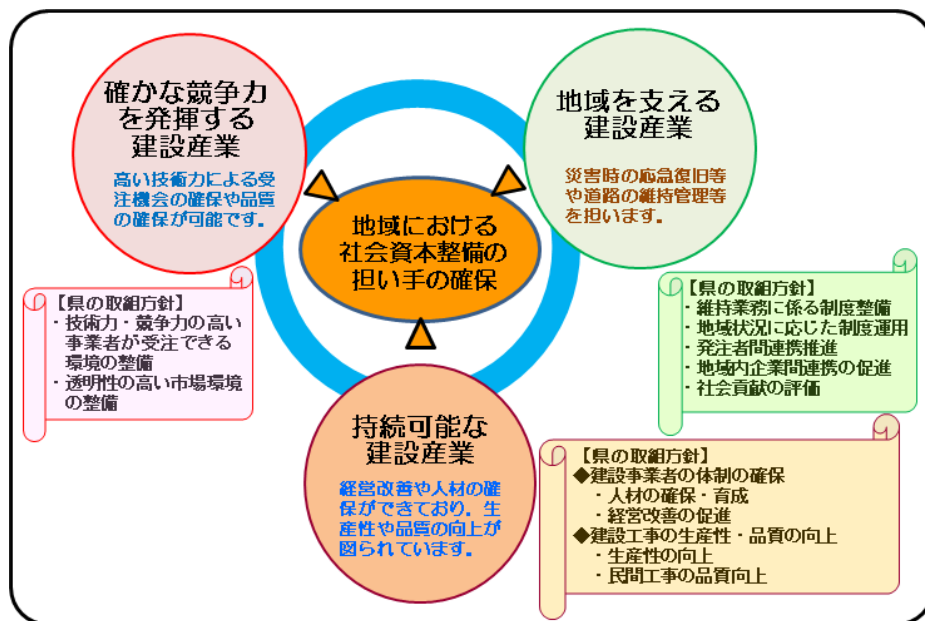 確かな競争力
を発揮する
建設産業
高い技術力による受
注機会の確保や品質
の確保が可能です。
地域を支える
建設産業
災害時の応急復旧等
や道路の維持管理等
を担います。
地域における
社会資本整備の
担い手の確保
【県の取組方針】
・技術力・競争力の高い
事業者が受注できる
環境の整備
・透明性の高い市場環境
の整備
【県の取組方針】
・維持業務に係る制度整備
・地域状況に応じた制度運用
・発注者間連携推進
・地域内企業間連携の促進
・社会貢献の評価
持続可能な
建設産業
経営改善や人材の確
保ができており，生
産性や品質の向上が
図られています。
【県の取組方針】
◆建設事業者の体制の確保
・人材の確保・育成
・経営改善の促進
◆建設工事の生産性・品質の向上
・生産性の向上
・民間工事の品質向上